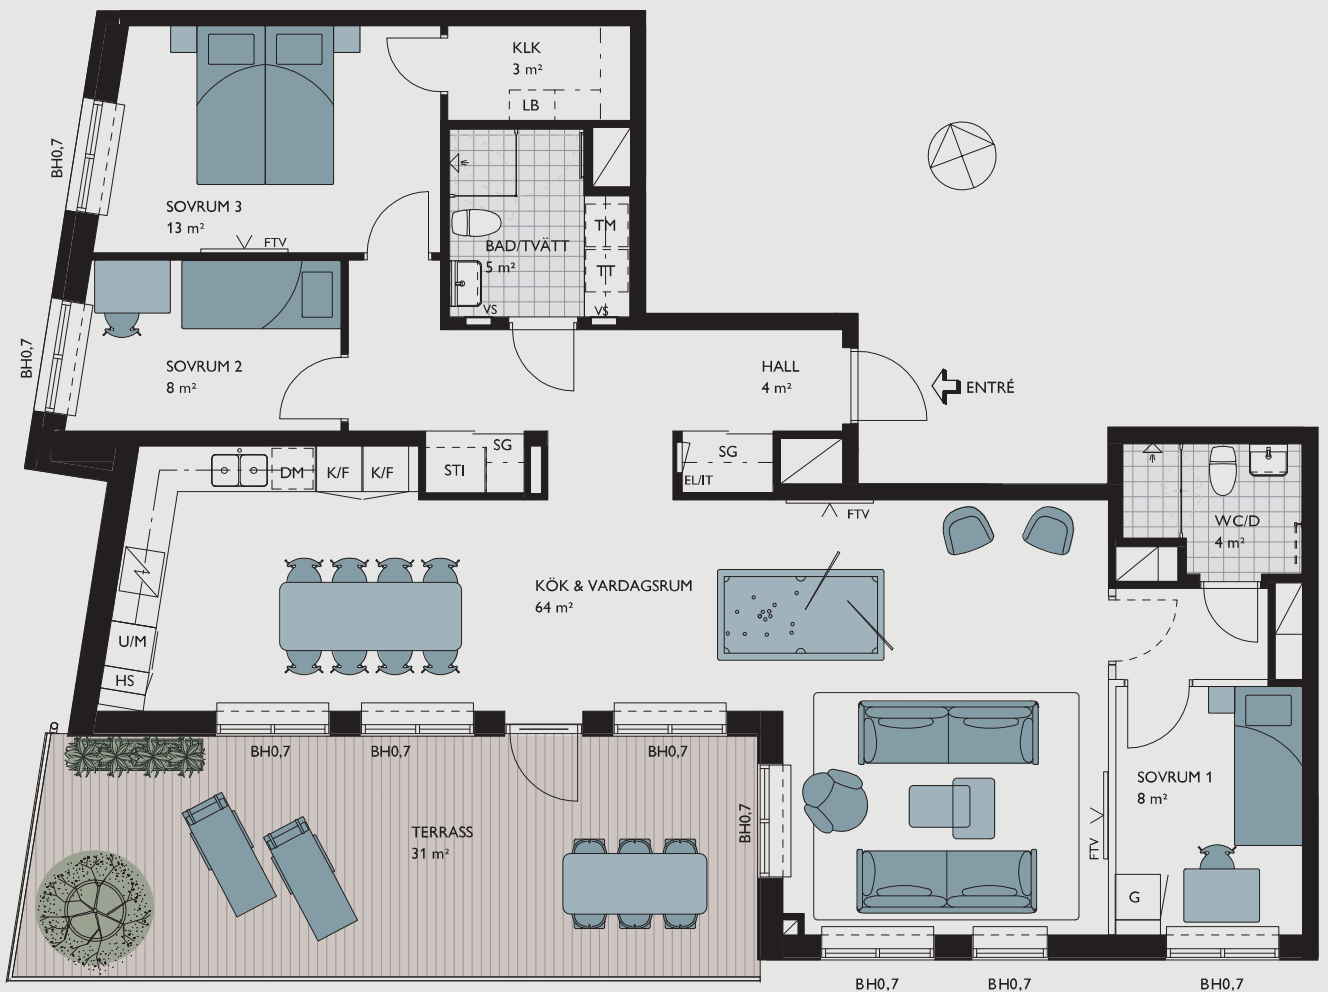 KLK
3 m²
LB
BH0,7
SOVRUM 3
13 m²
FTV
BAD/TVÄTT
5 m²
TM
TT
VS
VS
BH0,7
SOVRUM 2
8 m²
HALL
4 m²
ENTRÉ
SG
STI
DM
K/F
K/F
SG
EL/IT
FTV
WC/D
4 m²
KÖK & VARDAGSRUM
64 m²
U/M
HS
BH0,7
BH0,7
BH0,7
BH0,7
TERRASS
31 m²
SOVRUM 1
8 m²
FTV
G
BH0,7
BH0,7
BH0,7